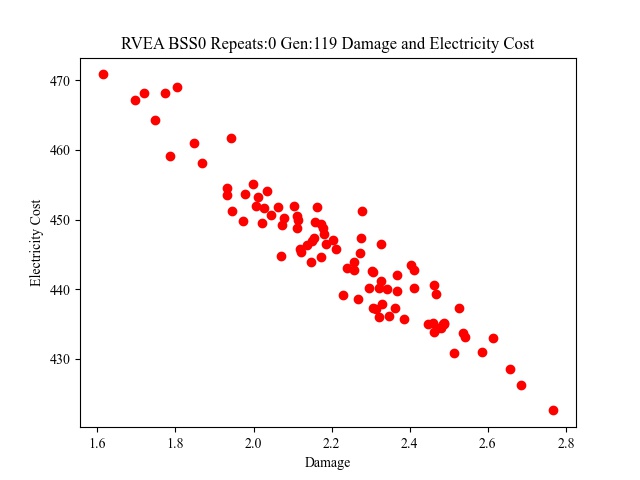 RVEA BSS0 Repeats:0 Gen:119 Damage and Electricity Cost
470
460
450
440
430
Electricity Cost
1.6 1.8 2.0 2.2 2.4 2.6 2.8
Damage